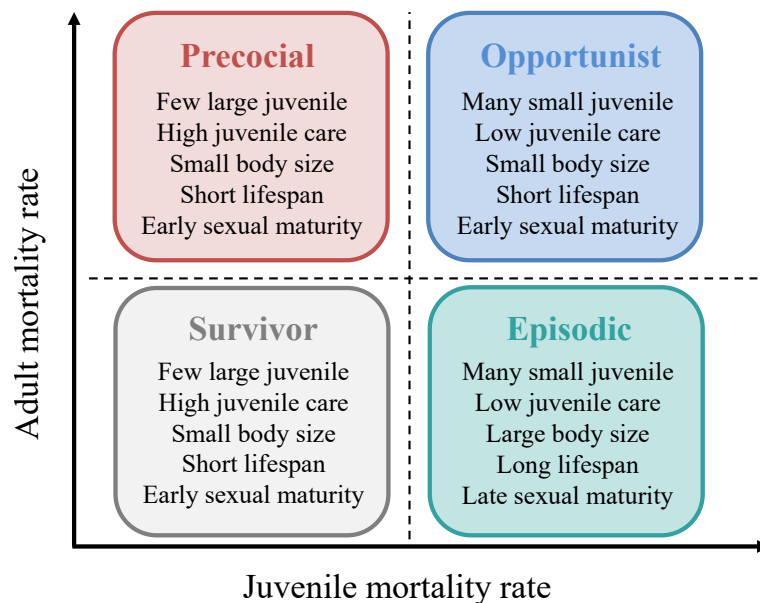 Precocial
Few large juvenile
High juvenile care
Small body size
Short lifespan
Early sexual maturity
Opportunist
Many small juvenile
Low juvenile care
Small body size
Short lifespan
Early sexual maturity
Survivor
Few large juvenile
High juvenile care
Small body size
Short lifespan
Early sexual maturity
Episodic
Many small juvenile
Low juvenile care
Large body size
Long lifespan
Late sexual maturity
Adult mortality rate
Juvenile mortality rate